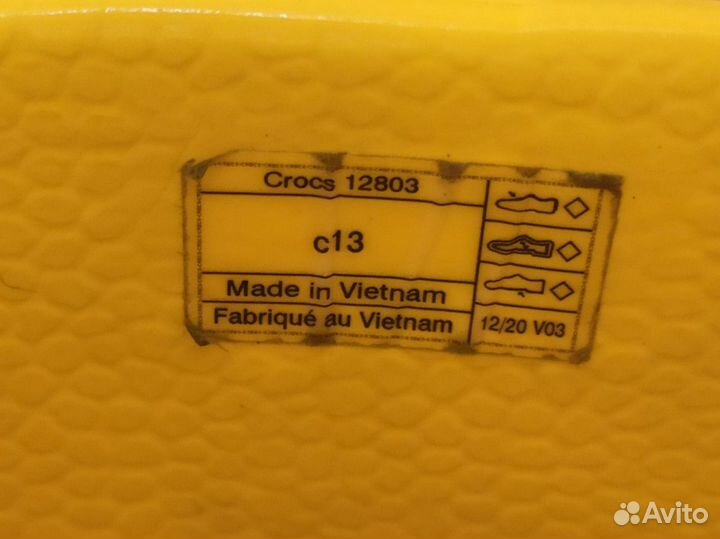 Crocs 12803
c13
Made in Vietnam
Fabriqué au Vietnam
12/20 V03
Avito